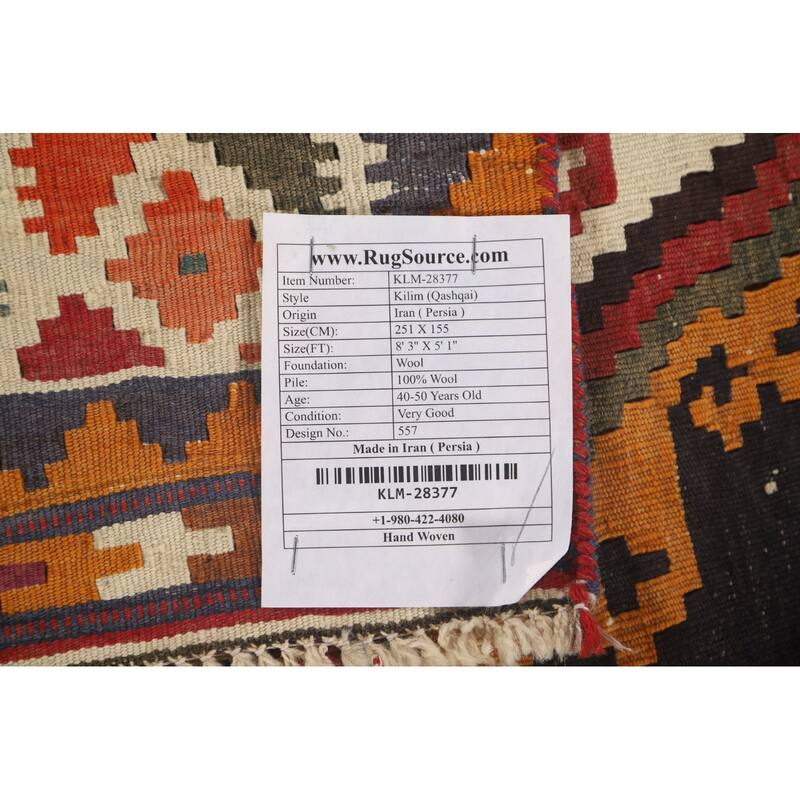 www.RugSource.com
Item Number: KLM-28377
Style Kilim (Qashqai)
Origin Iran ( Persia )
Size(CM): 251 X 155
Size(FT): 8' 3" X 5' 1"
Foundation: Wool
Pile: 100% Wool
Age: 40-50 Years Old
Condition: Very Good
Design No.: 557
Made in Iran ( Persia )
KLM-28377
+1-980-422-4080
Hand Woven